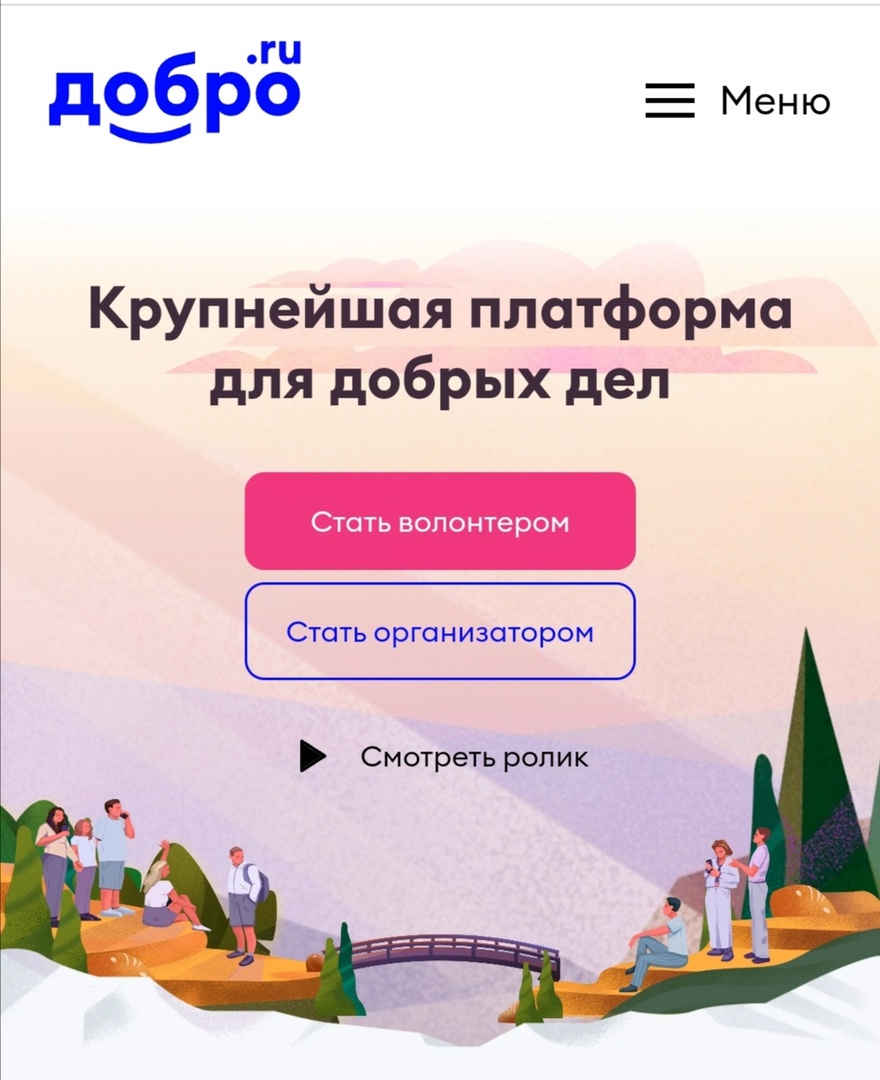 добро.ru
Меню
Крупнейшая платформа
для добрых дел
Стать волонтером
Стать организатором
Смотреть ролик